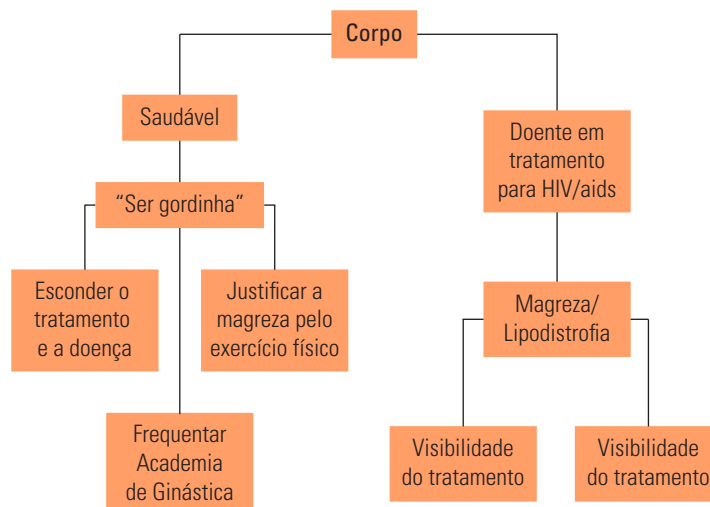 Corpo
Saudável
Doente em
tratamento
para HIV/aids
“Ser gordinha”
Esconder o
tratamento
e a doença
Justificar a
magreza pelo
exercício físico
Magreza/
Lipodistrofia
Frequentar
Academia
de Ginástica
Visibilidade
do tratamento
Visibilidade
do tratamento